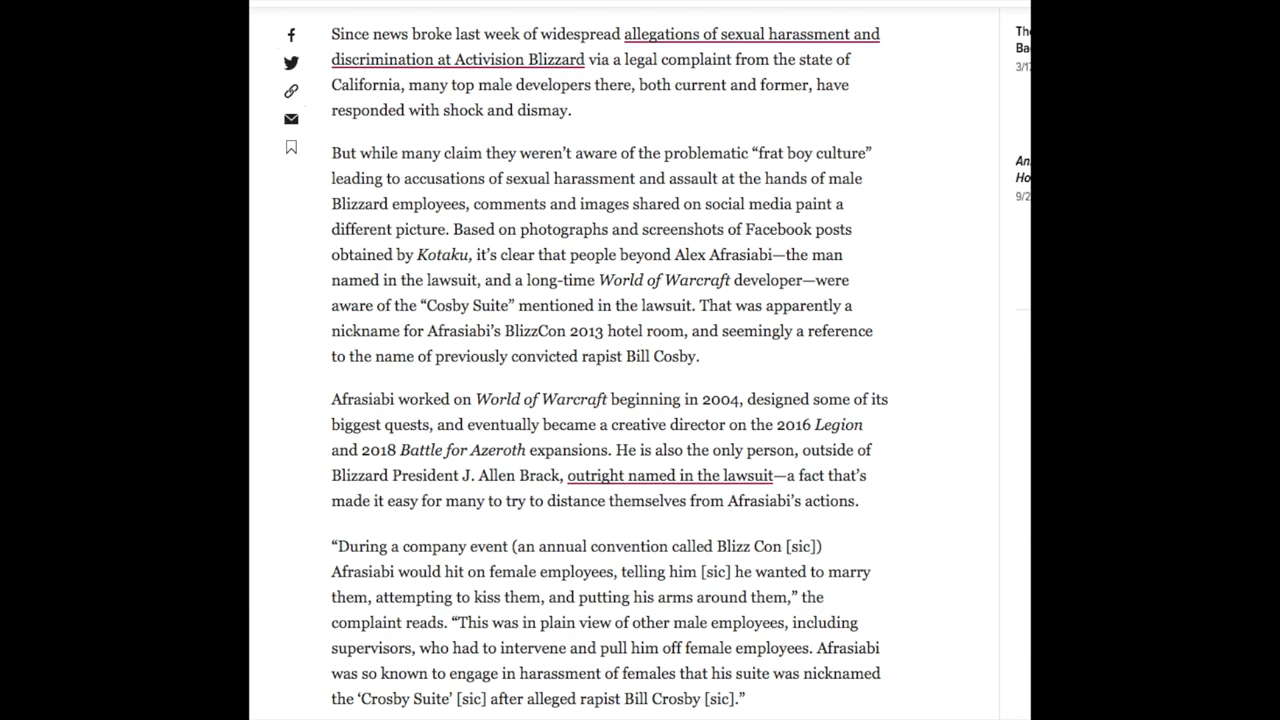 Since news broke last week of widespread allegations of sexual harassment and
discrimination at Activision Blizzard via a legal complaint from the state of
California, many top male developers there, both current and former, have
responded with shock and dismay.
But while many claim they weren’t aware of the problematic “frat boy culture”
leading to accusations of sexual harassment and assault at the hands of male
Blizzard employees, comments and images shared on social media paint a
different picture. Based on photographs and screenshots of Facebook posts
obtained by Kotaku, it’s clear that people beyond Alex Afrasiabi—the man
named in the lawsuit, and a long-time World of Warcraft developer—were
aware of the “Cosby Suite” mentioned in the lawsuit. That was apparently a
nickname for Afrasiabi’s BlizzCon 2013 hotel room, and seemingly a reference
to the name of previously convicted rapist Bill Cosby.
Afrasiabi worked on World of Warcraft beginning in 2004, designed some of its
biggest quests, and eventually became a creative director on the 2016 Legion
and 2018 Battle for Azeroth expansions. He is also the only person, outside of
Blizzard President J. Allen Brack, outright named in the lawsuit—a fact that’s
made it easy for many to try to distance themselves from Afrasiabi’s actions.
“During a company event (an annual convention called Blizz Con [sic])
Afrasiabi would hit on female employees, telling him [sic] he wanted to marry
them, attempting to kiss them, and putting his arms around them,” the
complaint reads. “This was in plain view of other male employees, including
supervisors, who had to intervene and pull him off female employees. Afrasiabi
was so known to engage in harassment of females that his suite was nicknamed
the ‘Crosby Suite’ [sic] after alleged rapist Bill Crosby [sic].”